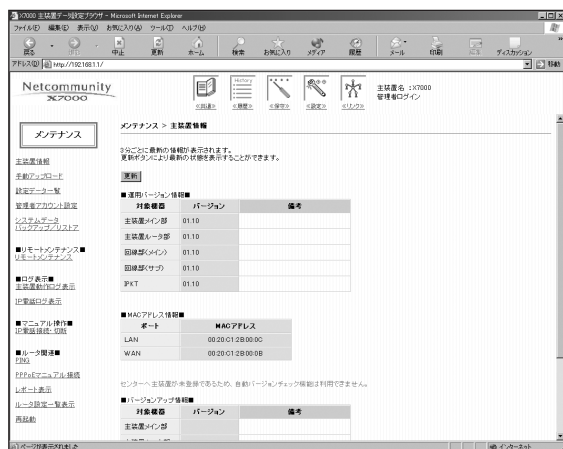 X7000 主装置データ設定ブラウザ - Microsoft Internet Explorer
ファイル(F) 編集(E) 表示(V) お気に入り(A) ツール(T) ヘルプ(H)
戻る 中止 更新 ホーム 検索 お気に入り メディア 履歴 メール 印刷 ディスカッション
アドレス(D) http://192.168.1.1/ 移動
Netcommunity
X7000
History
≪履歴≫ ≪保守≫ ≪設定≫ ≪リンク≫
主装置名 :X7000
管理者ログイン
メンテナンス
主装置情報
手動アップロード
設定データ一覧
管理者アカウント設定
システムデータ
バックアップ/リストア
■リモートメンテナンス■
リモートメンテナンス
■ログ表示■
主装置動作ログ表示
IP電話ログ表示
■マニュアル操作■
IP電話接続・切断
■ルータ関連■
PING
PPPoEマニュアル接続
レポート表示
ルータ設定一覧表示
再起動
メンテナンス > 主装置情報
3分ごとに最新の情報が表示されます。
更新ボタンにより最新の状態を表示することができます。
更新
■運用バージョン情報■
対象機器 バージョン 備考
主装置メイン部 01.10
主装置ルータ部 01.10
回線部(メイン) 01.10
回線部(サブ) 01.10
IPKT 01.10
■MACアドレス情報■
ポート MACアドレス
LAN 00:20:C1:2B:00:0C
WAN 00:20:C1:2B:00:0B
センターへ主装置が未登録であるため、自動バージョンチェック機能は利用できません。
■バージョンアップ情報■
対象機器 バージョン 備考
主装置メイン部
ページが表示されました
インターネット